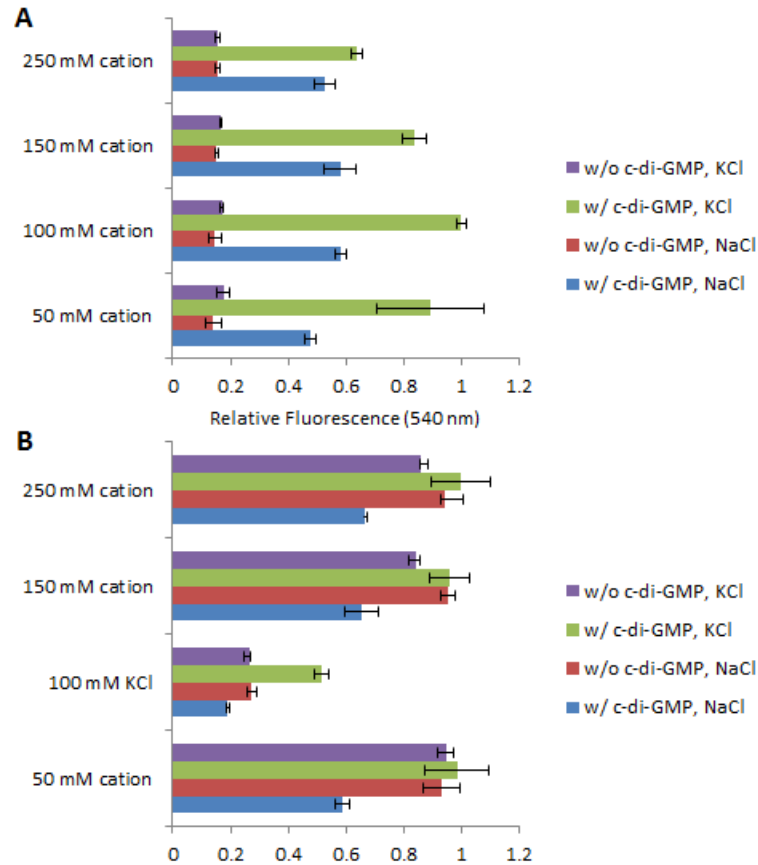 A
250 mM cation
150 mM cation
100 mM cation
50 mM cation
0 0.2 0.4 0.6 0.8 1 1.2
Relative Fluorescence (540 nm)
w/o c-di-GMP, KCl
w/ c-di-GMP, KCl
w/o c-di-GMP, NaCl
w/ c-di-GMP, NaCl
B
250 mM cation
150 mM cation
100 mM KCl
50 mM cation
0 0.2 0.4 0.6 0.8 1 1.2
w/o c-di-GMP, KCl
w/ c-di-GMP, KCl
w/o c-di-GMP, NaCl
w/ c-di-GMP, NaCl